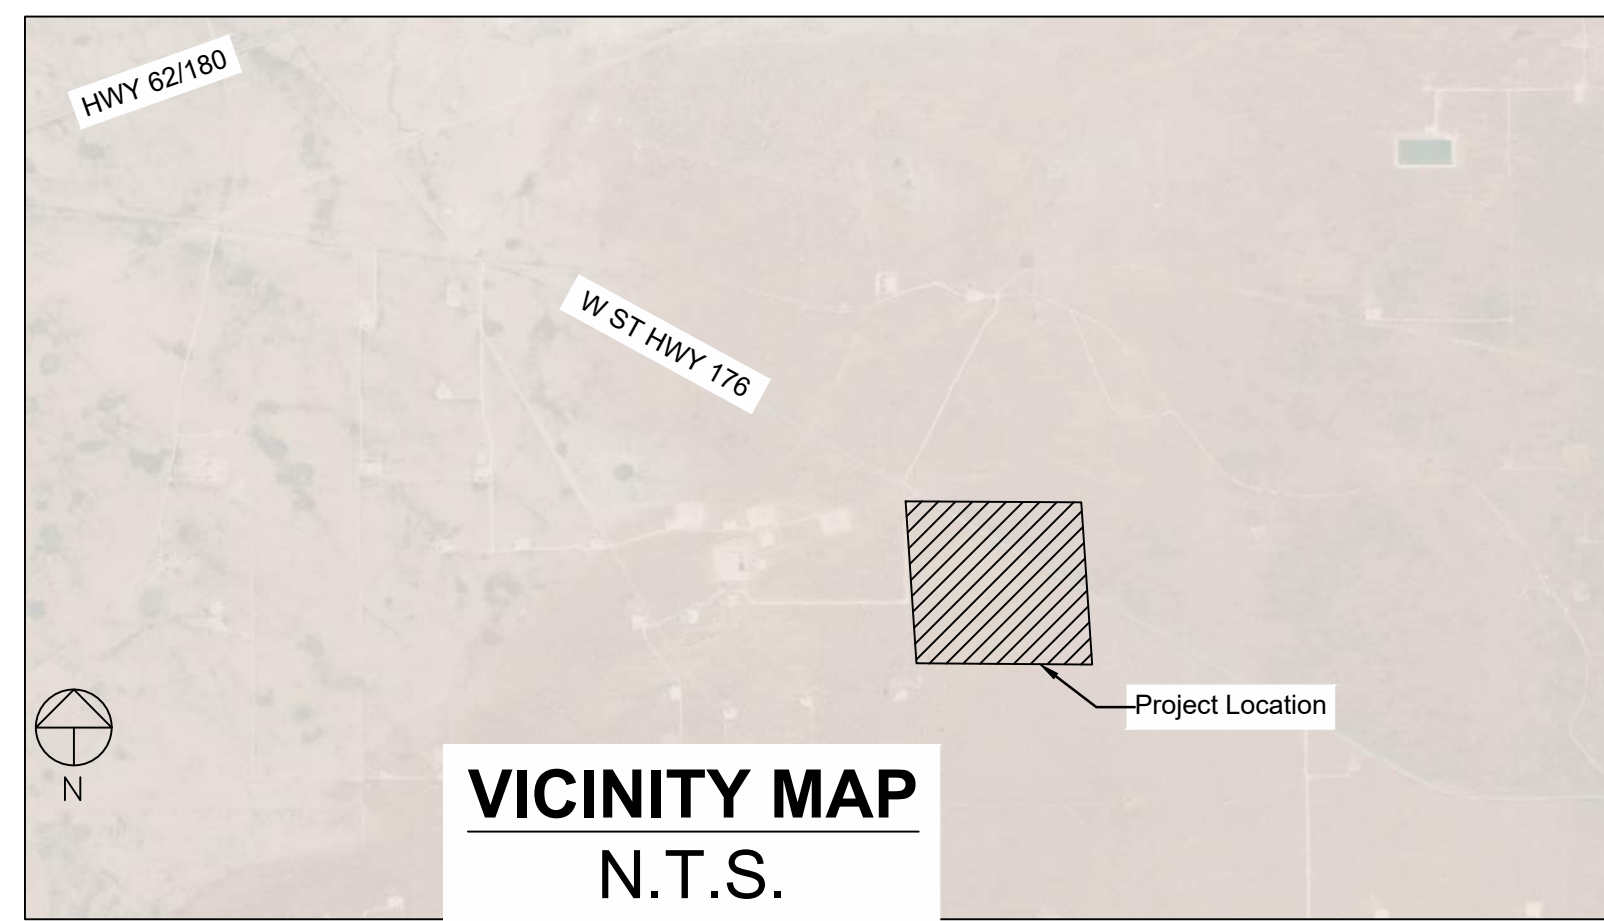 HWY 62/180
W ST HWY 176
Project Location
N
VICINITY MAP
N.T.S.